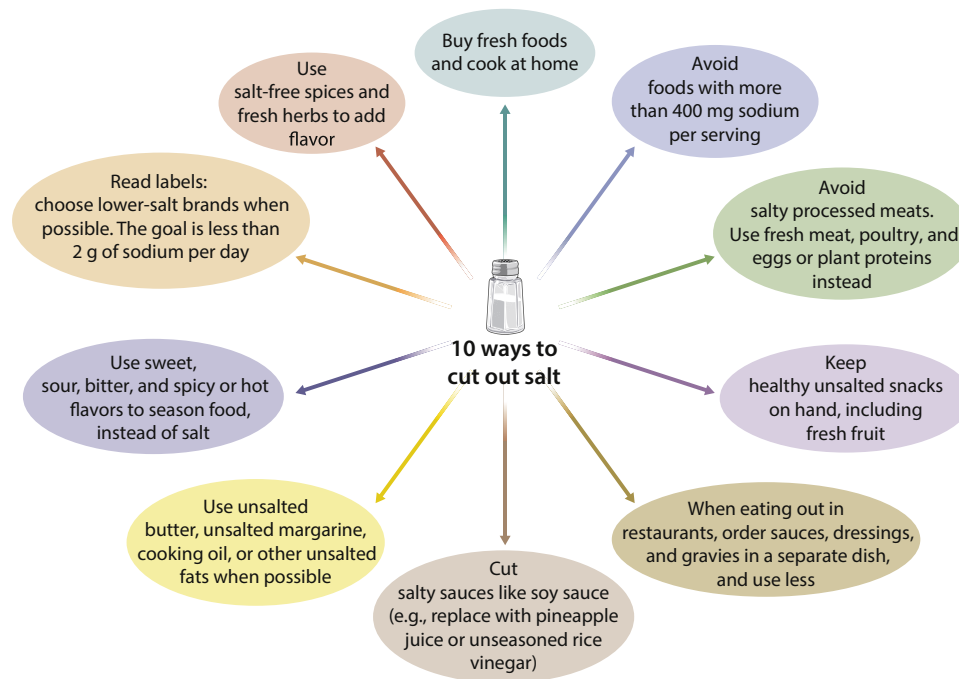 Buy fresh foods
and cook at home
Avoid
foods with more
than 400 mg sodium
per serving
Avoid
salty processed meats.
Use fresh meat, poultry, and
eggs or plant proteins
instead
Keep
healthy unsalted snacks
on hand, including
fresh fruit
When eating out in
restaurants, order sauces, dressings,
and gravies in a separate dish,
and use less
Cut
salty sauces like soy sauce
(e.g., replace with pineapple
juice or unseasoned rice
vinegar)
Use unsalted
butter, unsalted margarine,
cooking oil, or other unsalted
fats when possible
Use sweet,
sour, bitter, and spicy or hot
flavors to season food,
instead of salt
Read labels:
choose lower-salt brands when
possible. The goal is less than
2 g of sodium per day
Use
salt-free spices and
fresh herbs to add
flavor
10 ways to
cut out salt